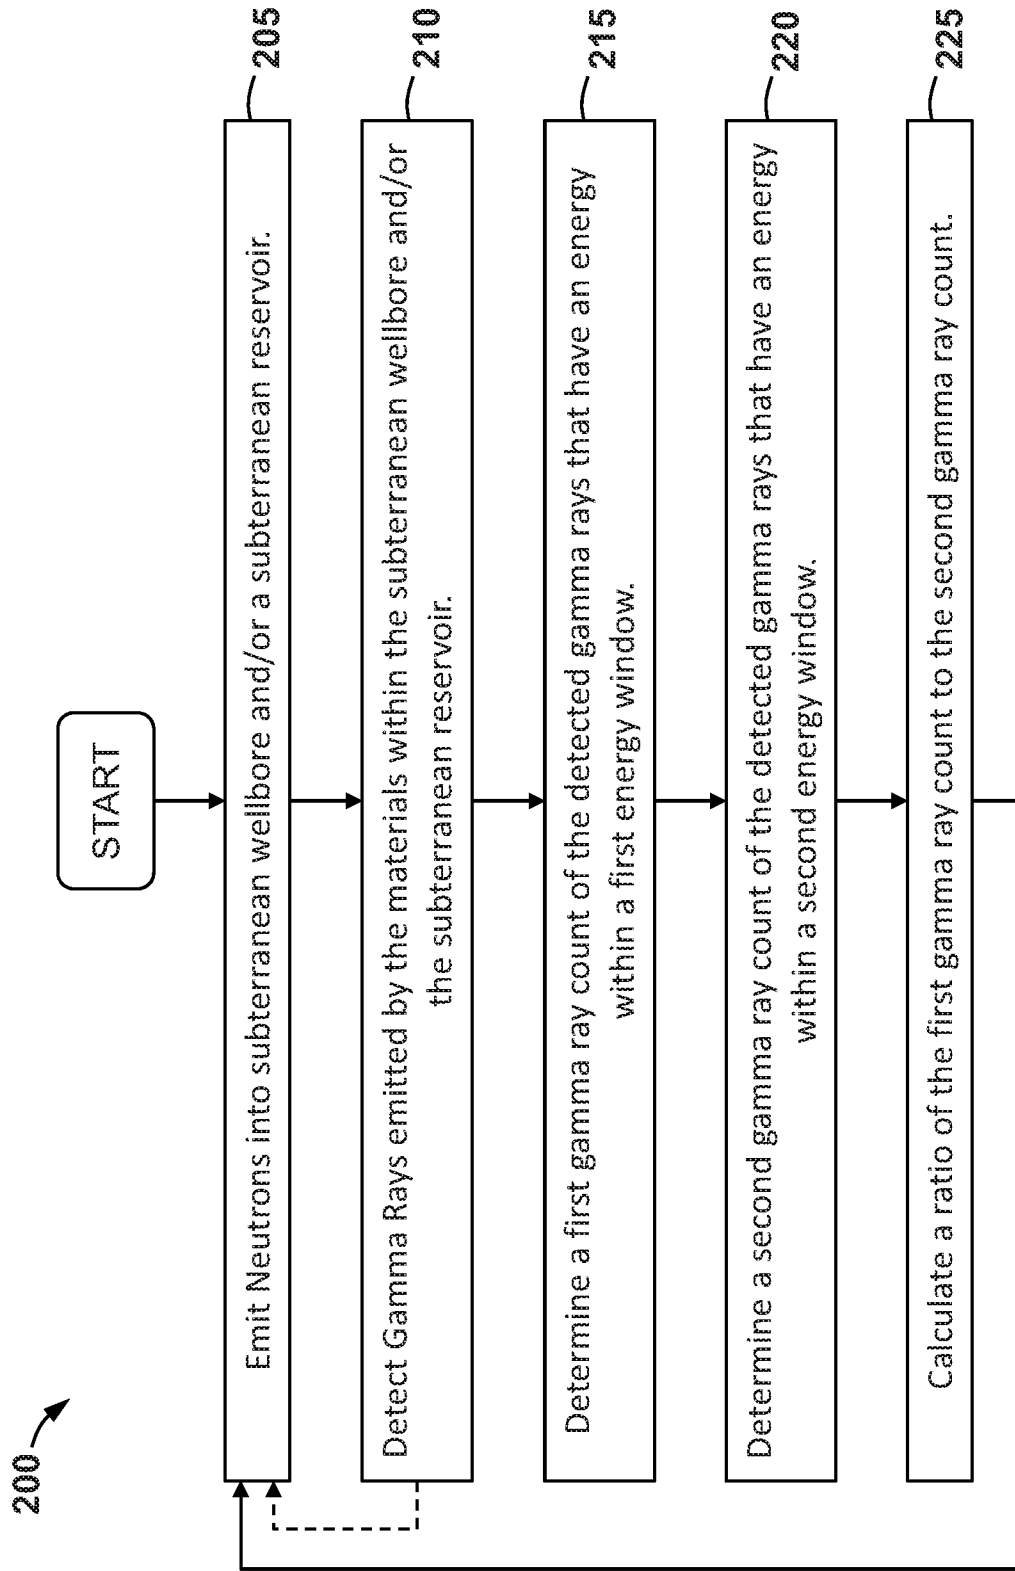 200
START
Emit Neutrons into subterranean wellbore and/or a subterranean reservoir.
205
Detect Gamma Rays emitted by the materials within the subterranean wellbore and/or
the subterranean reservoir.
210
Determine a first gamma ray count of the detected gamma rays that have an energy
within a first energy window.
215
Determine a second gamma ray count of the detected gamma rays that have an energy
within a second energy window.
220
Calculate a ratio of the first gamma ray count to the second gamma ray count.
225